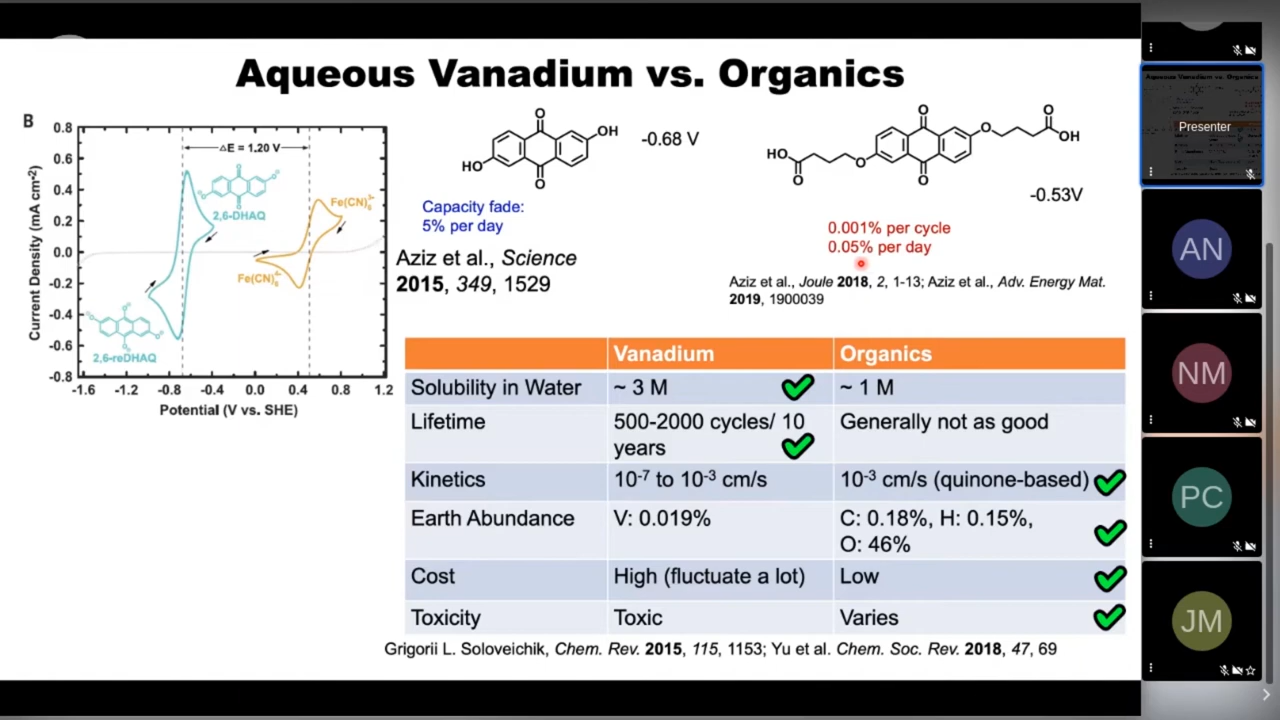 Aqueous Vanadium vs. Organics
B
0.8
0.6
0.4
0.2
0.0
-0.2
-0.4
-0.6
-0.8
-1.6
-1.2
-0.8
-0.4
0.0
0.4
0.8
1.2
Current Density (mA cm⁻²)
Potential (V vs. SHE)
ΔE = 1.20 V
2,6-DHAQ
2,6-reDHAQ
Fe(CN)₆³⁻
Fe(CN)₆⁴⁻
O
OH
HO
O
-0.68 V
Capacity fade:
5% per day
Aziz et al., Science
2015, 349, 1529
O
O
O
OH
HO
O
O
O
-0.53V
0.001% per cycle
0.05% per day
Aziz et al., Joule 2018, 2, 1-13; Aziz et al., Adv. Energy Mat.
2019, 1900039
Vanadium
Organics
Solubility in Water
~ 3 M
~ 1 M
Lifetime
500-2000 cycles/ 10
years
Generally not as good
Kinetics
10⁻⁷ to 10⁻³ cm/s
10⁻³ cm/s (quinone-based)
Earth Abundance
V: 0.019%
C: 0.18%, H: 0.15%,
O: 46%
Cost
High (fluctuate a lot)
Low
Toxicity
Toxic
Varies
Grigorii L. Soloveichik, Chem. Rev. 2015, 115, 1153; Yu et al. Chem. Soc. Rev. 2018, 47, 69
Aqueous Vanadium vs. Organics
Presenter
AN
NM
PC
JM